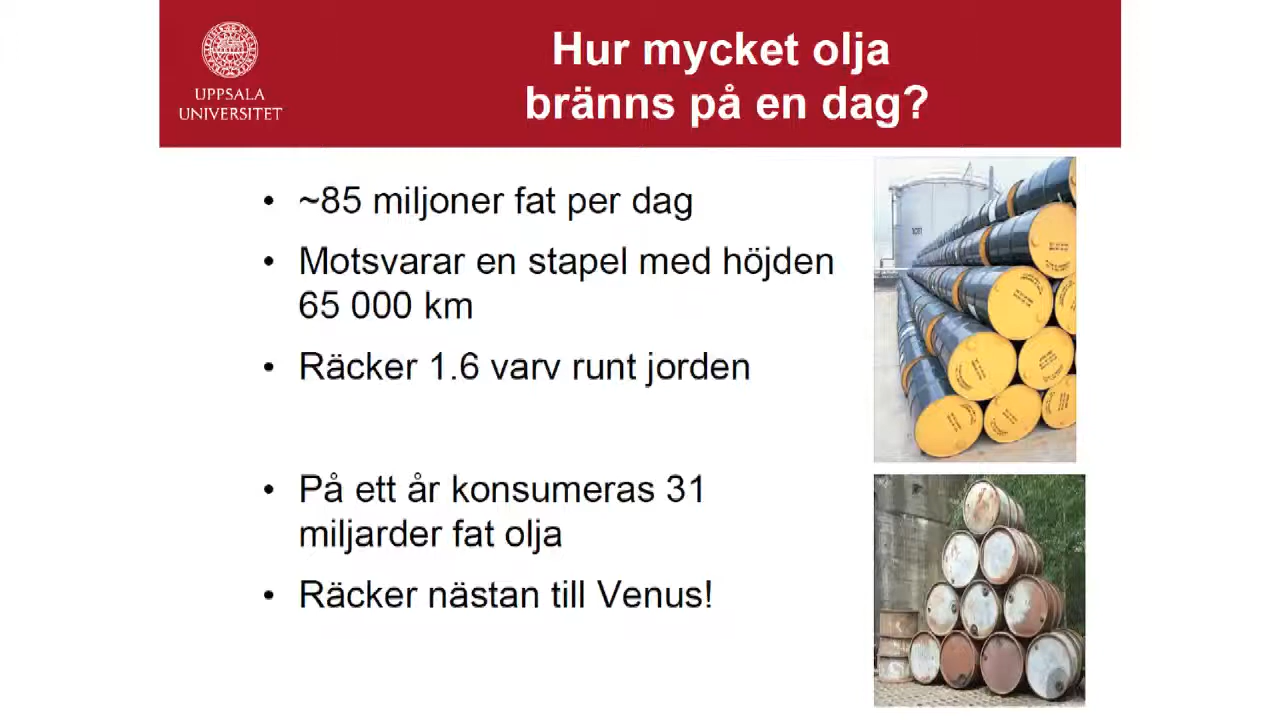 UPPSALA
UNIVERSITET
Hur mycket olja
bränns på en dag?
• ~85 miljoner fat per dag
• Motsvarar en stapel med höjden
65 000 km
• Räcker 1.6 varv runt jorden
• På ett år konsumeras 31
miljarder fat olja
• Räcker nästan till Venus!